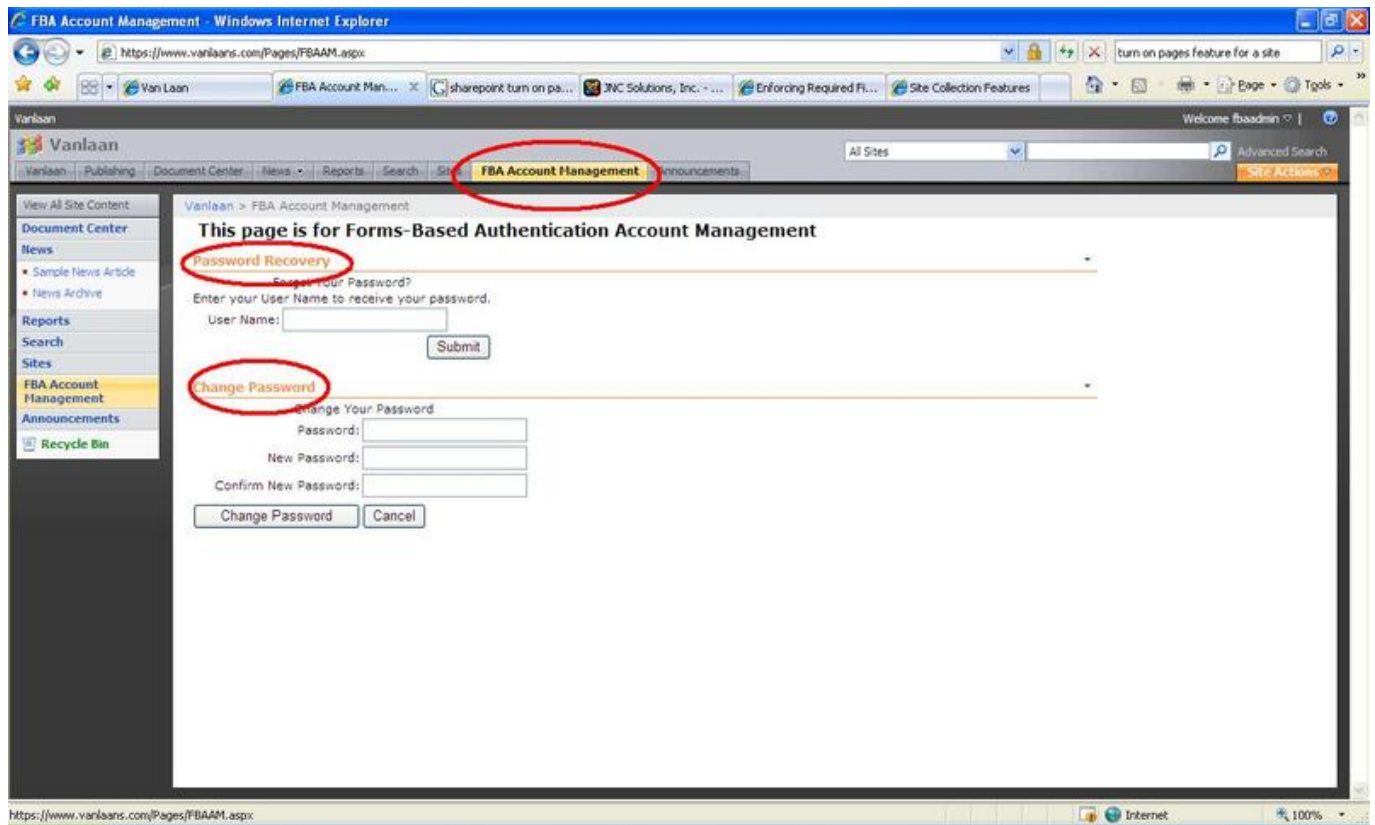 FBA Account Management - Windows Internet Explorer
https://www.vanlaans.com/Pages/FBAAM.aspx
turn on pages feature for a site
Van Laan
FBA Account Man...
sharepoint turn on pa...
JNC Solutions, Inc. - ...
Enforcing Required Fi...
Site Collection Features
Page
Tools
Vanlaan
Welcome fbaadmin
Vanlaan
All Sites
Advanced Search
Vanlaan Publishing Document Center News Reports Search FBA Account Management Announcements
Site Actions
View All Site Content
Vanlaan > FBA Account Management
Document Center
This page is for Forms-Based Authentication Account Management
News
Password Recovery
Sample News Article
Forgot Your Password?
News Archive
Enter your User Name to receive your password.
Reports
User Name:
Search
Submit
Sites
FBA Account
Management
Change Password
Announcements
Change Your Password
Password:
Recycle Bin
New Password:
Confirm New Password:
Change Password
Cancel
https://www.vanlaans.com/Pages/FBAAM.aspx
Internet
100%